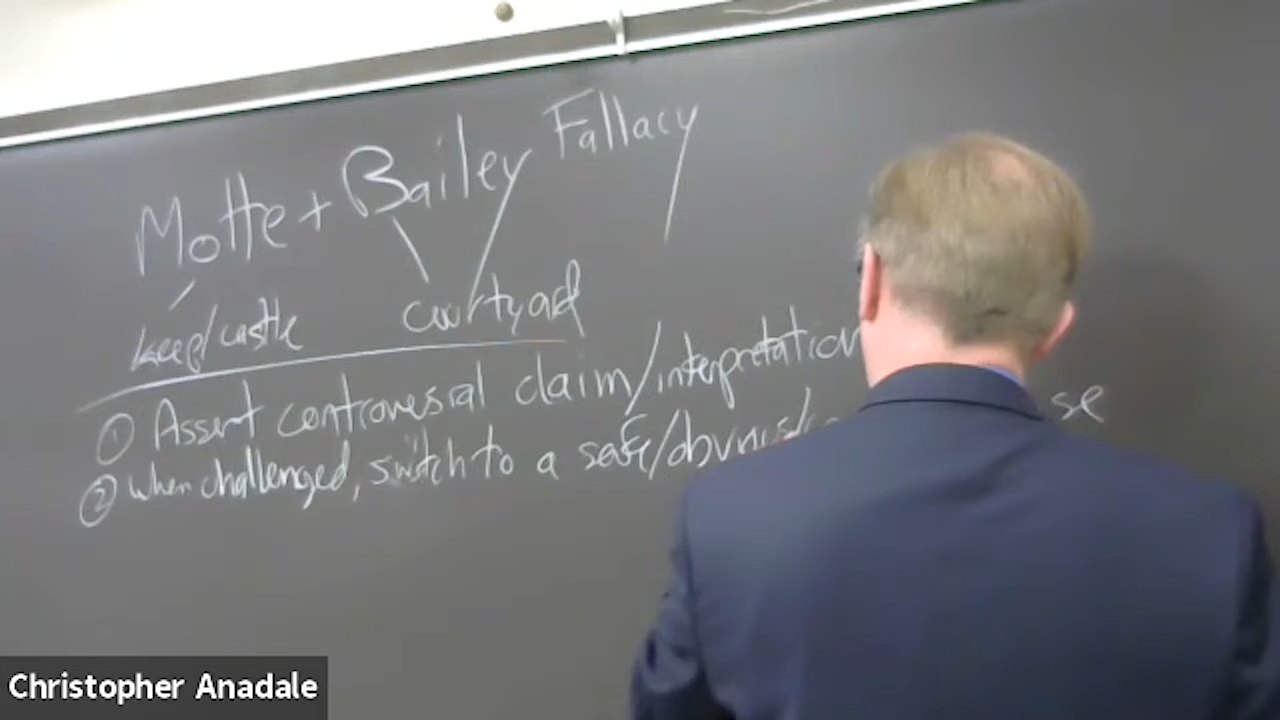 Motte + Bailey Fallacy
keep/castle courtyard
① Assert controversial claim/interpretation
② When challenged, switch to a safe/obvious/ se
Christopher Anadale